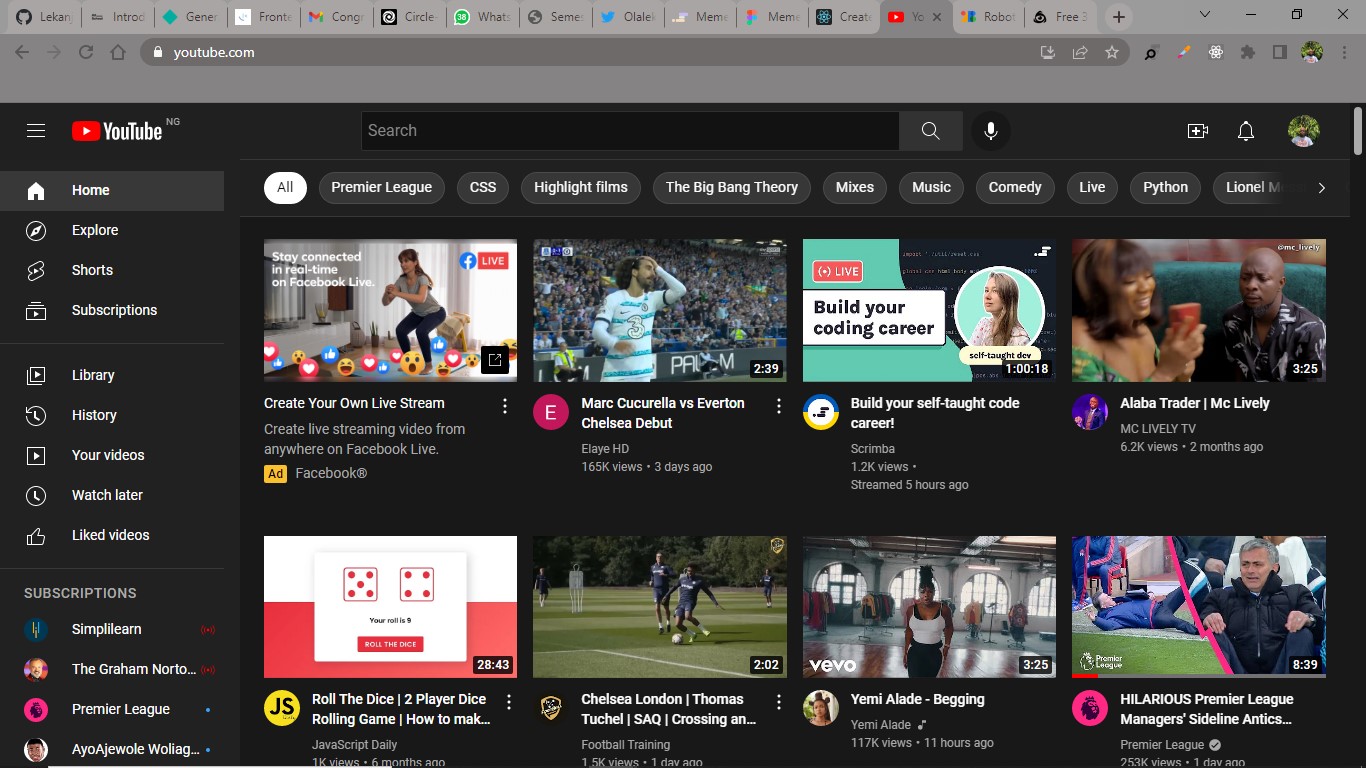 Lekan
Introd
Gener
Fronte
Congr
Circle-
38
Whats
Semes
Olalek
Meme
Meme
Create
Yo
Robot
Free 3
youtube.com
YouTube NG
Search
Home
Explore
Shorts
Subscriptions
Library
History
Your videos
Watch later
Liked videos
SUBSCRIPTIONS
Simplilearn
The Graham Norto...
Premier League
AyoAjewole Woliag...
All
Premier League
CSS
Highlight films
The Big Bang Theory
Mixes
Music
Comedy
Live
Python
Lionel M
Stay connected
in real-time
on Facebook Live.
LIVE
Create Your Own Live Stream
Create live streaming video from
anywhere on Facebook Live.
Ad Facebook®
3
2:39
E
Marc Cucurella vs Everton
Chelsea Debut
Elaye HD
165K views • 3 days ago
LIVE
Build your
coding career
self-taught dev
1:00:18
Build your self-taught code
career!
Scrimba
1.2K views •
Streamed 5 hours ago
@mc_lively
3:25
Alaba Trader | Mc Lively
MC LIVELY TV
6.2K views • 2 months ago
Your roll is 9
ROLL THE DICE
28:43
JS
Roll The Dice | 2 Player Dice
Rolling Game | How to mak...
JavaScript Daily
1K views • 6 months ago
2:02
Chelsea London | Thomas
Tuchel | SAQ | Crossing an...
Football Training
1.5K views • 1 day ago
vevo
3:25
Yemi Alade - Begging
Yemi Alade
117K views • 11 hours ago
Premier
League
8:39
HILARIOUS Premier League
Managers' Sideline Antics...
Premier League
253K views • 1 day ago